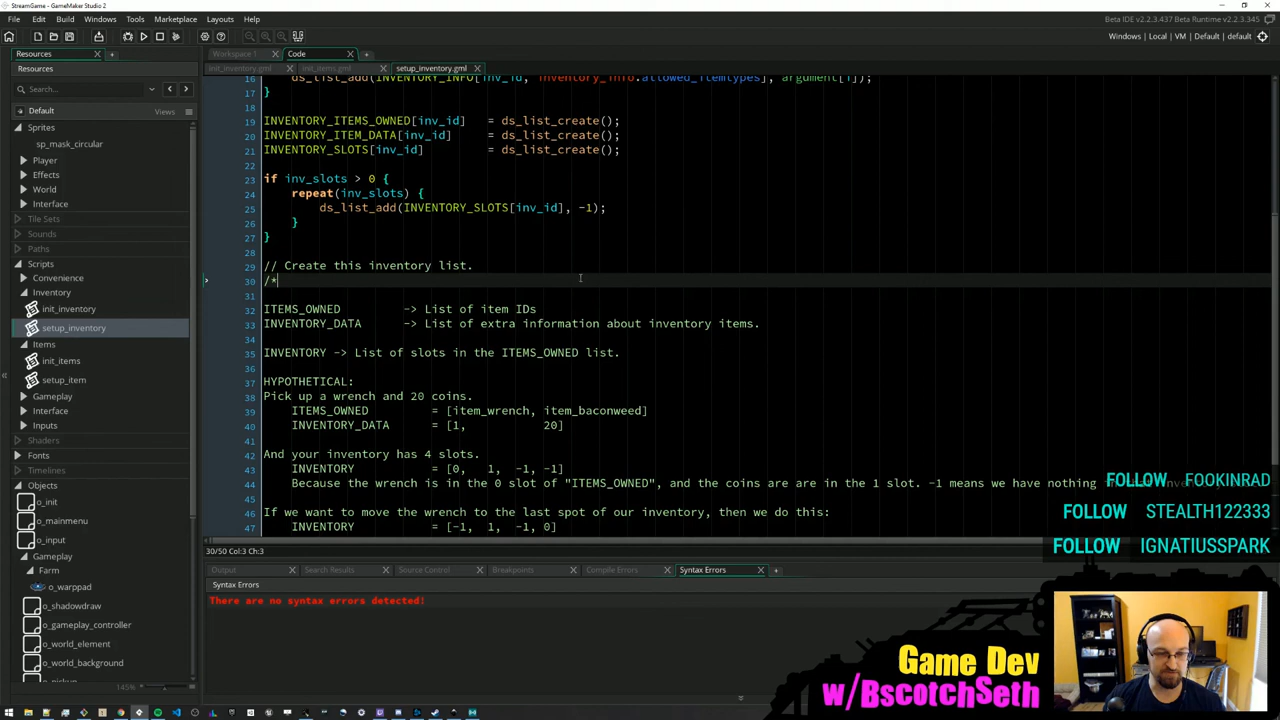 StreamGame - GameMaker Studio 2
File Edit Build Windows Tools Marketplace Layouts Help
Beta IDE v2.2.3.437 Beta Runtime v2.2.3.345
Windows | Local | VM | Default | default
Resources
Workspace 1
Code
Resources
init_inventory.gml
init_items.gml
setup_inventory.gml
Search...
Default
Views
Sprites
sp_mask_circular
Player
Effects
World
Interface
Tile Sets
Sounds
Paths
Scripts
Convenience
Inventory
init_inventory
setup_inventory
Items
init_items
setup_item
Gameplay
Interface
Inputs
Shaders
Fonts
Timelines
Objects
o_init
o_mainmenu
o_input
Gameplay
Farm
o_warppad
o_shadowdraw
o_gameplay_controller
o_world_element
o_world_background
145%
16 ds_list_add(INVENTORY_INFO[inv_id, inventory_info.allowed_itemtypes], argument[i]);
17 }
18
19 INVENTORY_ITEMS_OWNED[inv_id] = ds_list_create();
20 INVENTORY_ITEM_DATA[inv_id] = ds_list_create();
21 INVENTORY_SLOTS[inv_id] = ds_list_create();
22
23 if inv_slots > 0 {
24 repeat(inv_slots) {
25 ds_list_add(INVENTORY_SLOTS[inv_id], -1);
26 }
27 }
28
29 // Create this inventory list.
30 /*
31
32 ITEMS_OWNED -> List of item IDs
33 INVENTORY_DATA -> List of extra information about inventory items.
34
35 INVENTORY -> List of slots in the ITEMS_OWNED list.
36
37 HYPOTHETICAL:
38 Pick up a wrench and 20 coins.
39 ITEMS_OWNED = [item_wrench, item_baconweed]
40 INVENTORY_DATA = [1, 20]
41
42 And your inventory has 4 slots.
43 INVENTORY = [0, 1, -1, -1]
44 Because the wrench is in the 0 slot of "ITEMS_OWNED", and the coins are are in the 1 slot. -1 means we have nothing
45
46 If we want to move the wrench to the last spot of our inventory, then we do this:
47 INVENTORY = [-1, 1, -1, 0]
30/50 Col:3 Ch:3
Output
Search Results
Source Control
Breakpoints
Compile Errors
Syntax Errors
Syntax Errors
There are no syntax errors detected!
FOLLOW FOOKINRAD
FOLLOW STEALTH122333
FOLLOW IGNATIUSSPARK
Game Dev
w/BscotchSeth